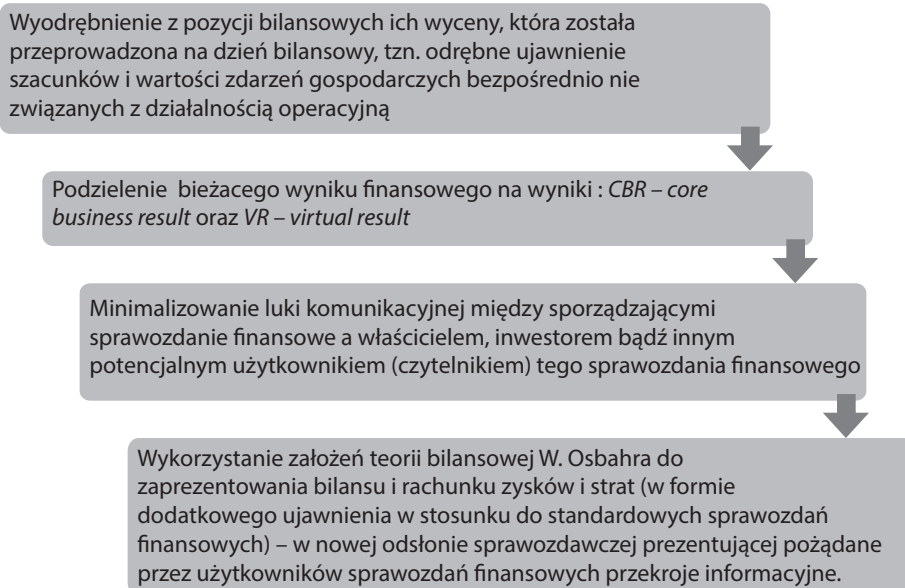 Wyodrębnienie z pozycji bilansowych ich wyceny, która została
przeprowadzona na dzień bilansowy, tzn. odrębne ujawnienie
szacunków i wartości zdarzeń gospodarczych bezpośrednio nie
związanych z działalnością operacyjną
Podzielenie bieżacego wyniku finansowego na wyniki : CBR – core
business result oraz VR – virtual result
Minimalizowanie luki komunikacyjnej między sporządzającymi
sprawozdanie finansowe a właścicielem, inwestorem bądź innym
potencjalnym użytkownikiem (czytelnikiem) tego sprawozdania finansowego
Wykorzystanie założeń teorii bilansowej W. Osbahra do
zaprezentowania bilansu i rachunku zysków i strat (w formie
dodatkowego ujawnienia w stosunku do standardowych sprawozdań
finansowych) – w nowej odsłonie sprawozdawczej prezentującej pożądane
przez użytkowników sprawozdań finansowych przekroje informacyjne.